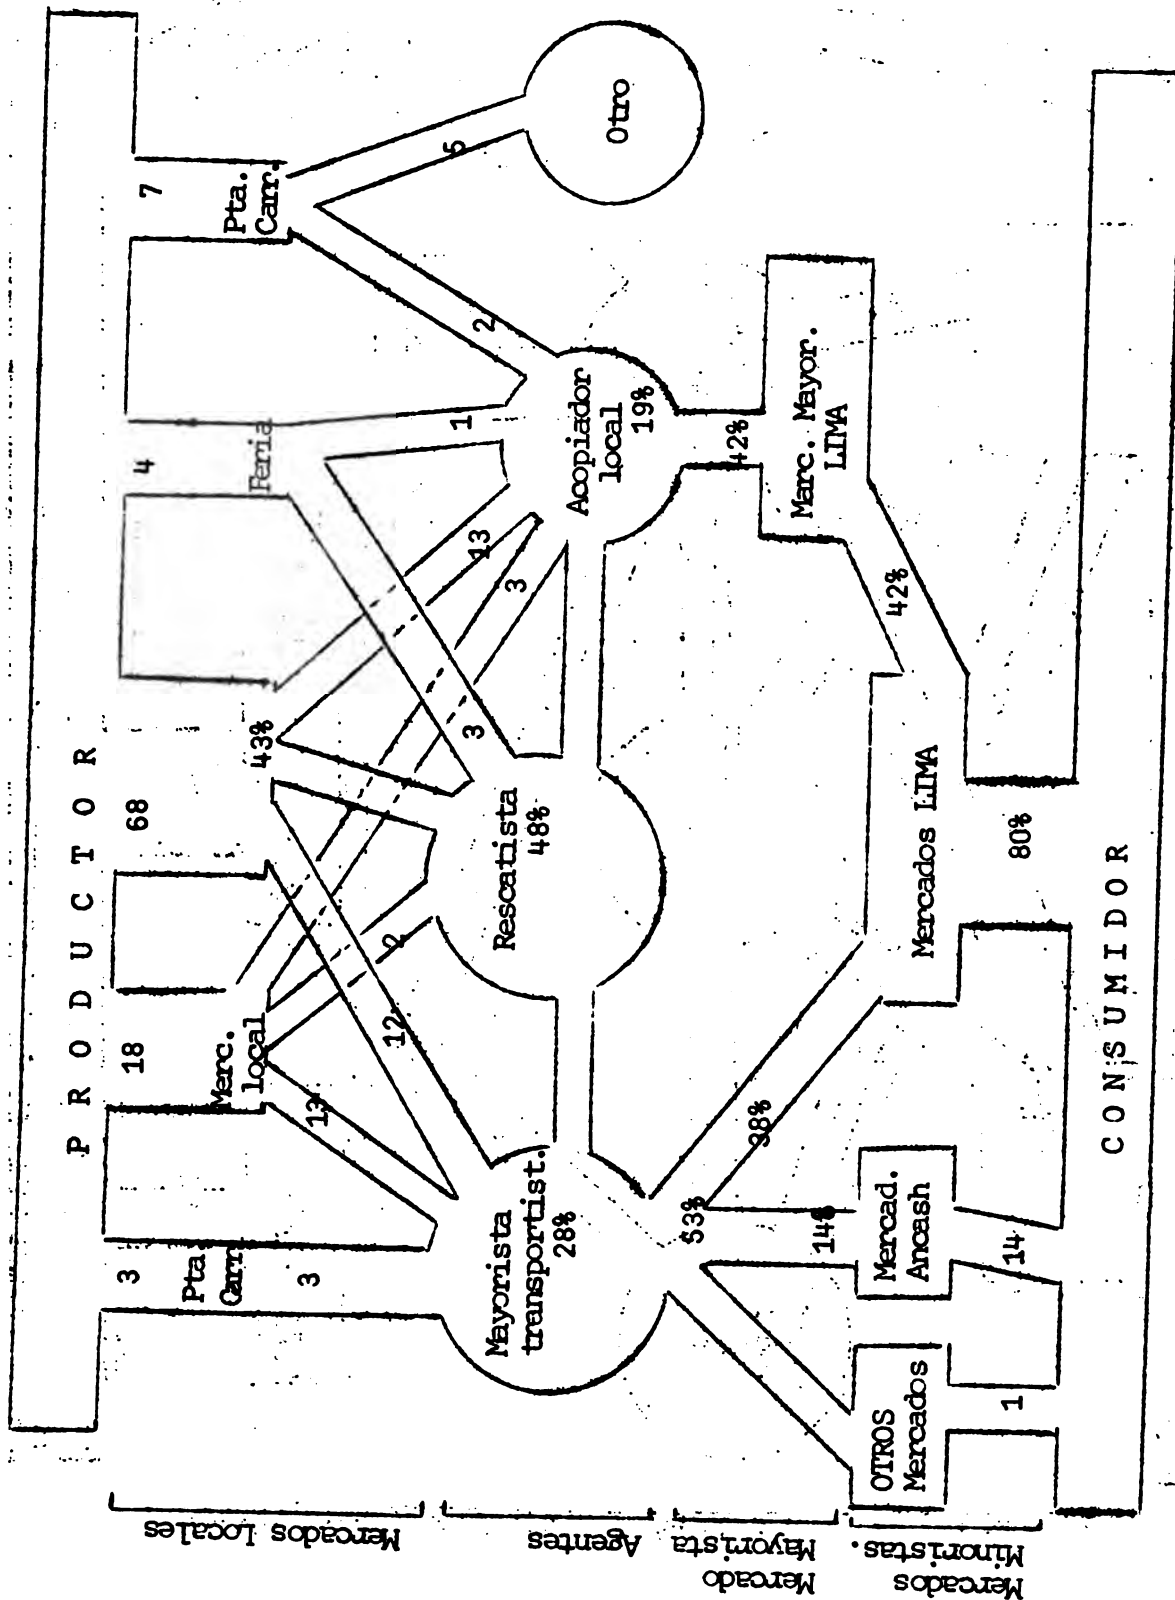 P R O D U C T O R
3
18
68
4
7
Pta.
Carr
Merc.
local
43%
Feria
Pta.
Carr.
3
13
12
2
3
3
13
1
2
5
Mayorista
transportist.
28%
Rescatista
48%
Acopiador
local
19%
Otro
53%
42%
Marc. Mayor.
LIMA
14%
38%
42%
OTROS
Mercados
Mercad.
Ancash
Mercados LIMA
1
14
80%
C O N S U M I D O R
Mercados Locales
Agentes
Mercado
Mayorista
Mercados
Minoristas.